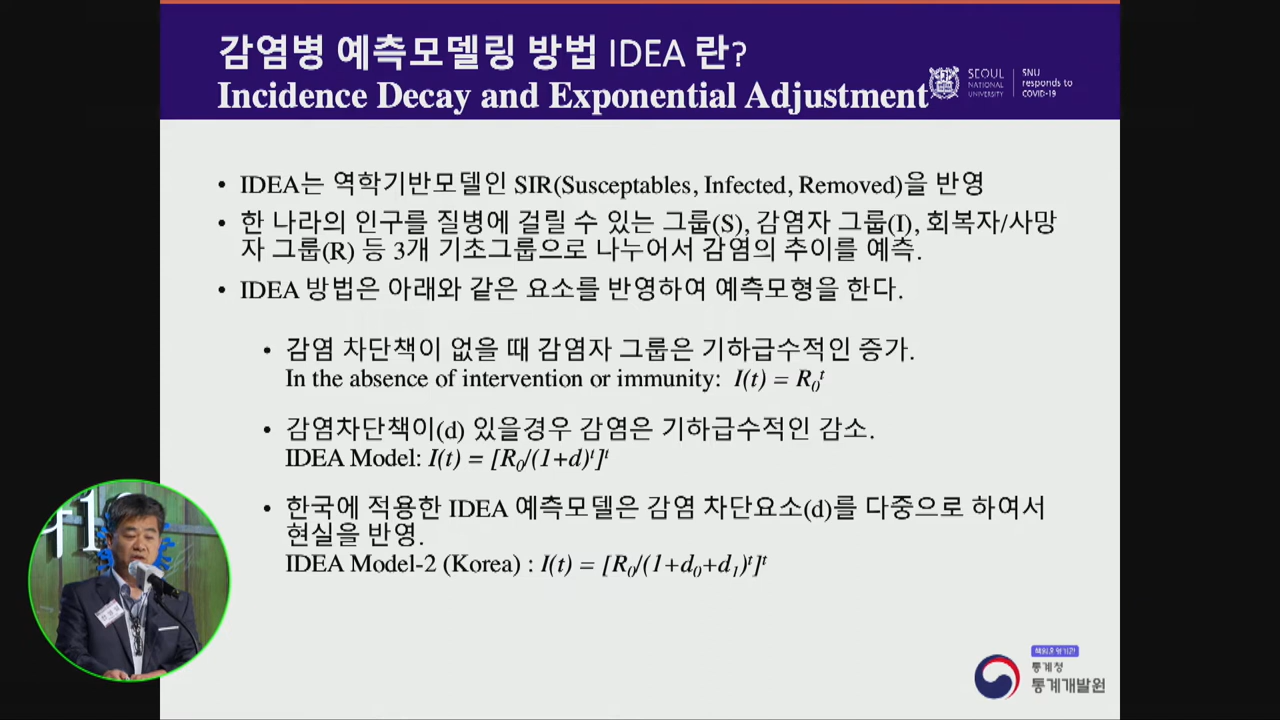 감염병 예측모델링 방법 IDEA 란?
Incidence Decay and Exponential Adjustment
SEOUL
NATIONAL
UNIVERSITY
SNU
responds to
COVID-19
• IDEA는 역학기반모델인 SIR(Susceptables, Infected, Removed)을 반영
• 한 나라의 인구를 질병에 걸릴 수 있는 그룹(S), 감염자 그룹(I), 회복자/사망
자 그룹(R) 등 3개 기초그룹으로 나누어서 감염의 추이를 예측.
• IDEA 방법은 아래와 같은 요소를 반영하여 예측모형을 한다.
• 감염 차단책이 없을 때 감염자 그룹은 기하급수적인 증가.
In the absence of intervention or immunity: I(t) = R₀ᵗ
• 감염차단책이(d) 있을경우 감염은 기하급수적인 감소.
IDEA Model: I(t) = [R₀/(1+d)ᵗ]ᵗ
• 한국에 적용한 IDEA 예측모델은 감염 차단요소(d)를 다중으로 하여서
현실을 반영.
IDEA Model-2 (Korea) : I(t) = [R₀/(1+d₀+d₁)ᵗ]ᵗ
책임운영기관
통계청
통계개발원